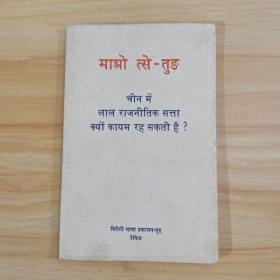 माओ त्से-तुङ
चीन में
लाल राजनीतिक सत्ता
क्यों कायम रह सकती है ?
विदेशी भाषा प्रकाशन-गृह
पेकिङ